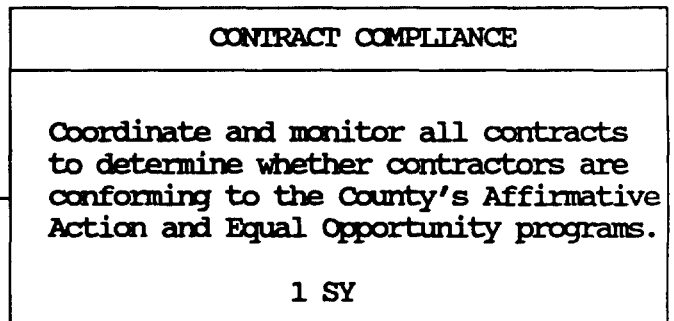 CONTRACT COMPLIANCE
Coordinate and monitor all contracts
to determine whether contractors are
conforming to the County's Affirmative
Action and Equal Opportunity programs.
1 SY